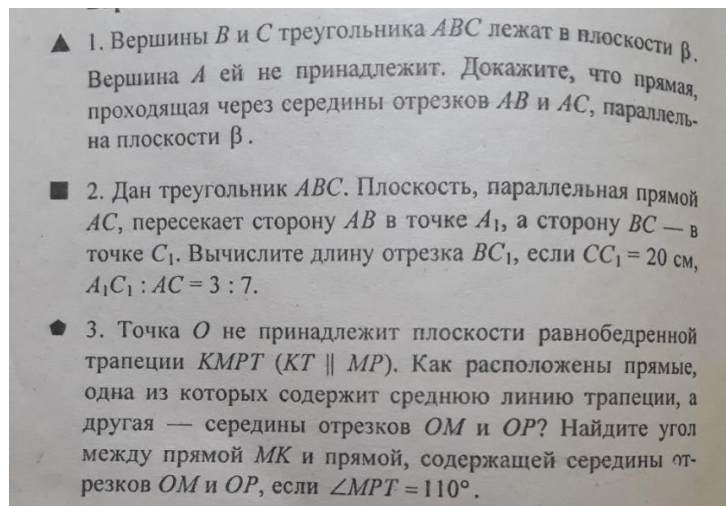 1. Вершины B и C треугольника ABC лежат в плоскости β.
Вершина A ей не принадлежит. Докажите, что прямая,
проходящая через середины отрезков AB и AC, параллель-
на плоскости β.
2. Дан треугольник ABC. Плоскость, параллельная прямой
AC, пересекает сторону AB в точке A₁, а сторону BC — в
точке C₁. Вычислите длину отрезка BC₁, если CC₁ = 20 см,
A₁C₁ : AC = 3 : 7.
3. Точка O не принадлежит плоскости равнобедренной
трапеции KMPT (KT || MP). Как расположены прямые,
одна из которых содержит среднюю линию трапеции, а
другая — середины отрезков OM и OP? Найдите угол
между прямой MK и прямой, содержащей середины от-
резков OM и OP, если ∠MPT = 110°.